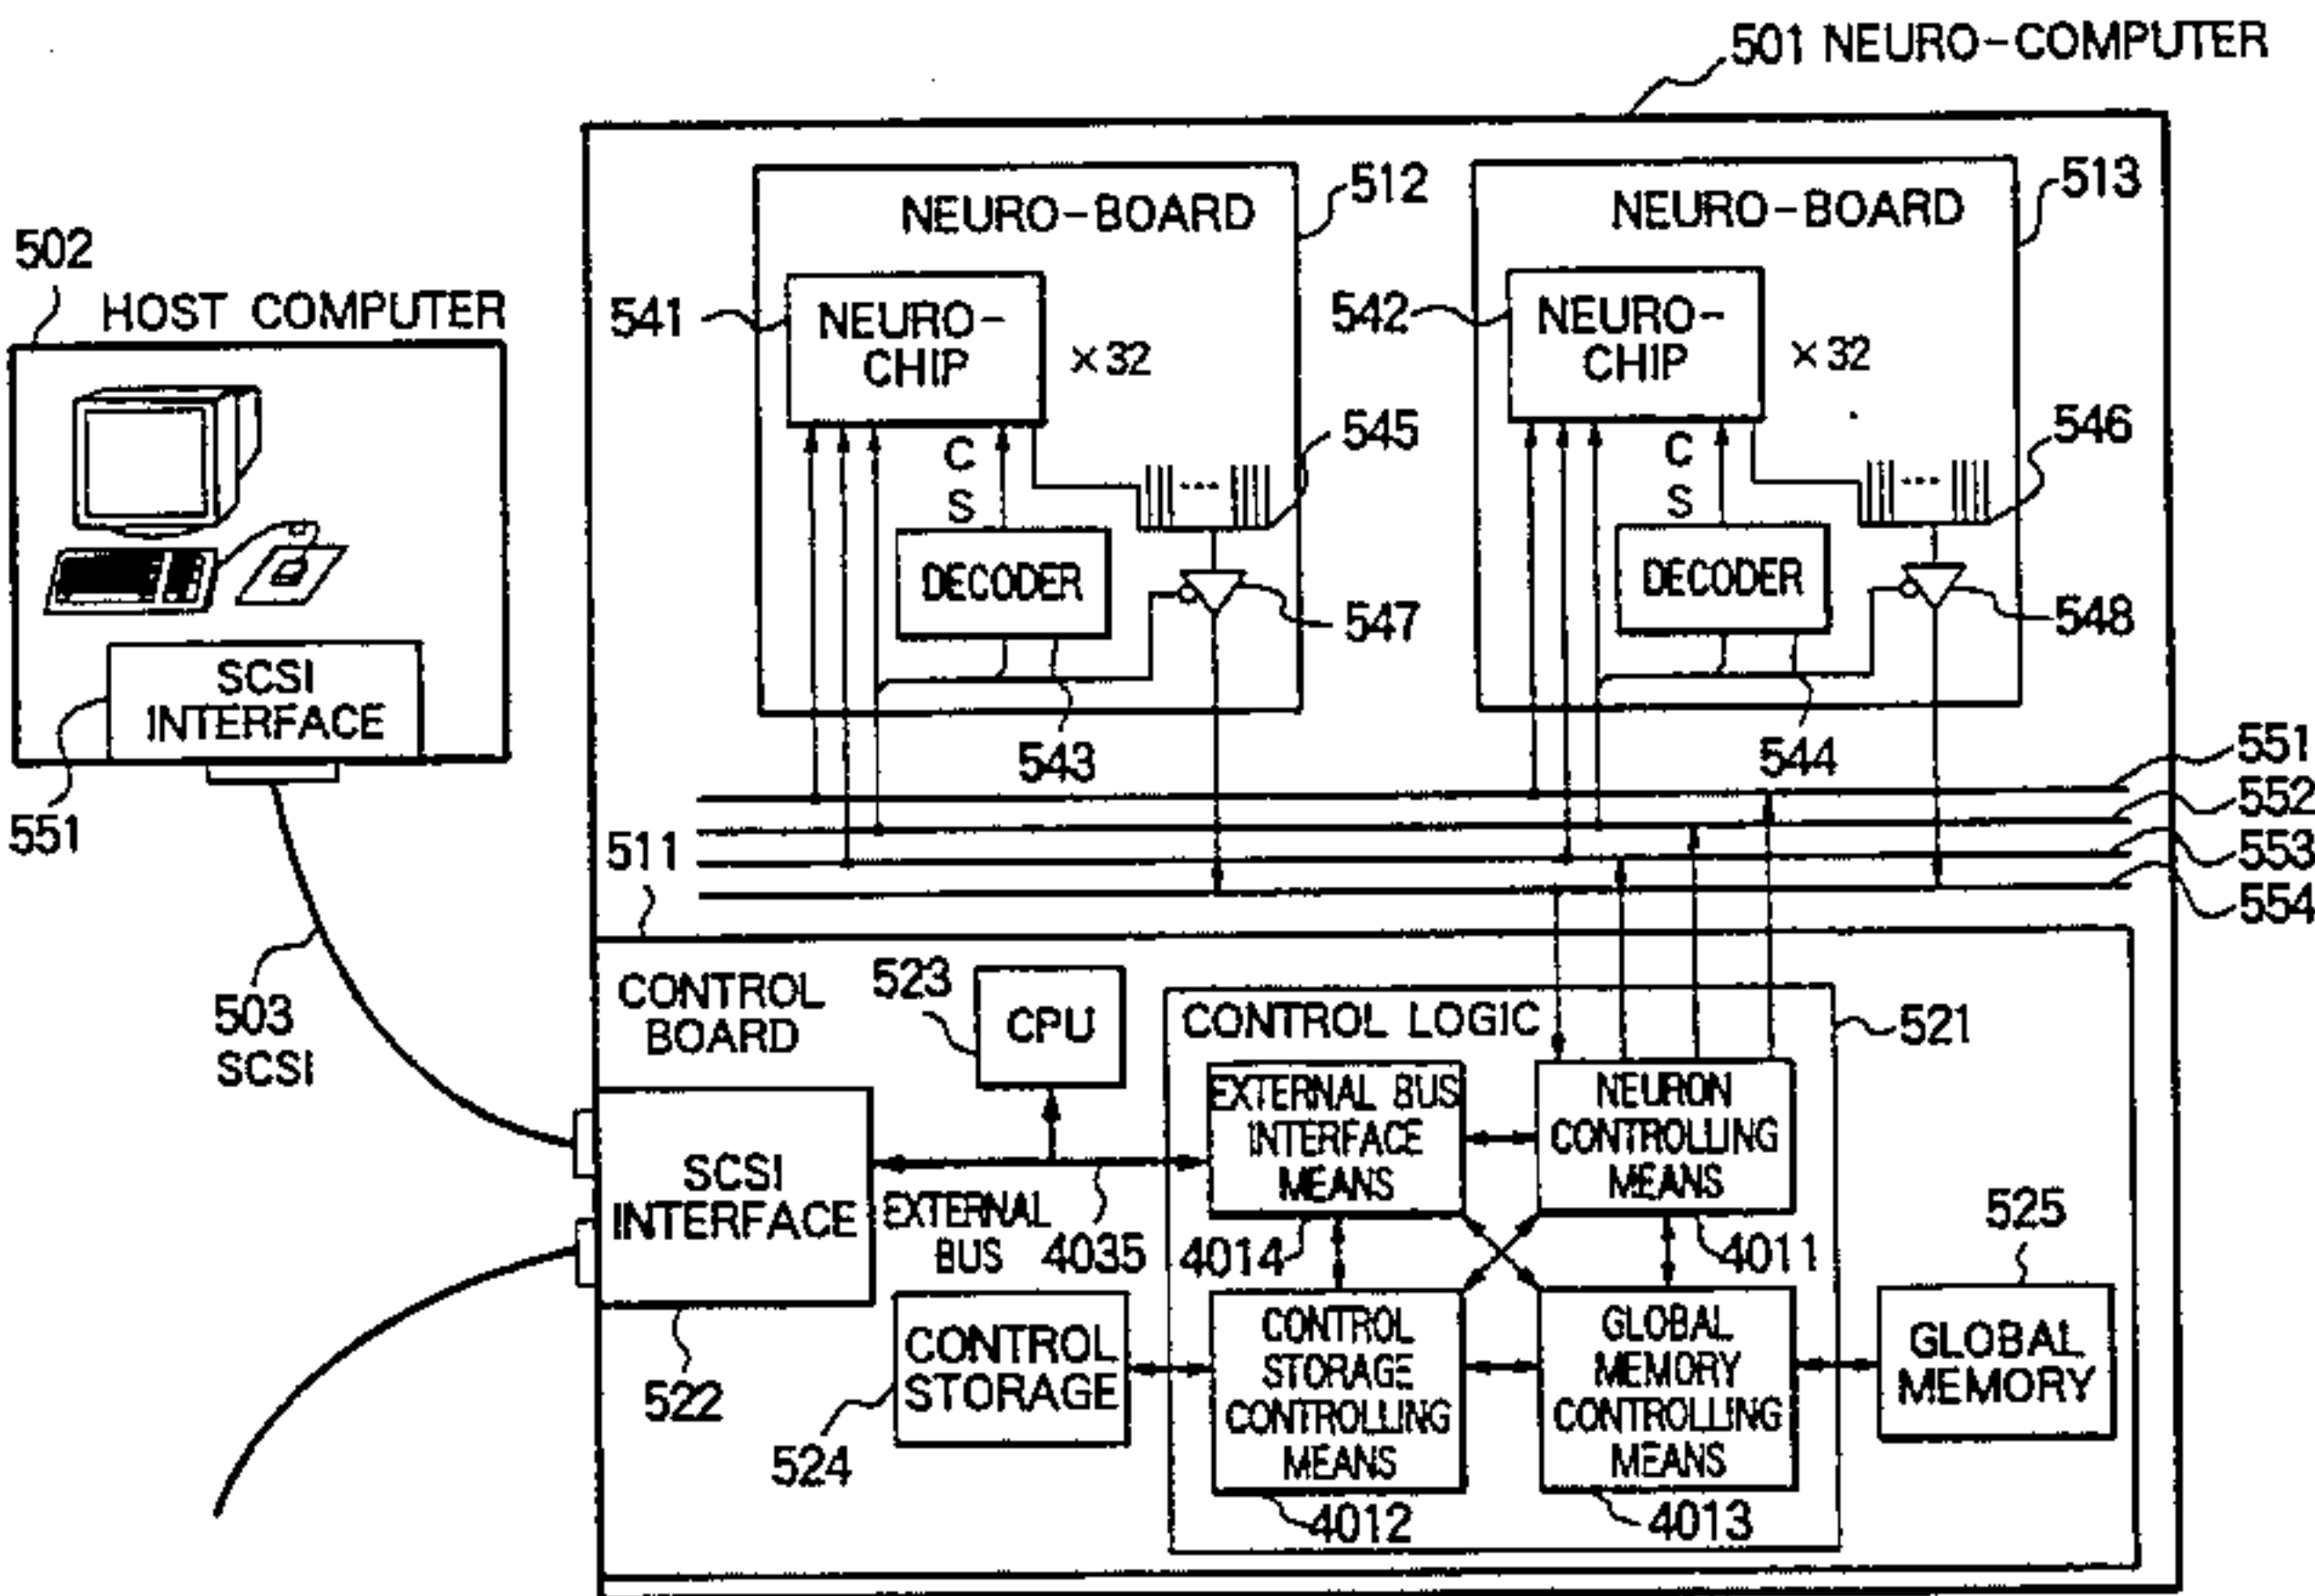 501 NEURO-COMPUTER
512
513
NEURO-BOARD
NEURO-BOARD
502
HOST COMPUTER
541
NEURO-
CHIP
×32
542
NEURO-
CHIP
×32
545
546
C
S
C
S
DECODER
DECODER
547
548
SCSI
INTERFACE
551
543
544
551
552
553
554
511
503
SCSI
CONTROL
BOARD
523
CPU
CONTROL LOGIC
521
EXTERNAL BUS
INTERFACE
MEANS
NEURON
CONTROLLING
MEANS
SCSI
INTERFACE
EXTERNAL
BUS
4035
4014
4011
525
522
CONTROL
STORAGE
524
CONTROL
STORAGE
CONTROLLING
MEANS
GLOBAL
MEMORY
CONTROLLING
MEANS
GLOBAL
MEMORY
4012
4013